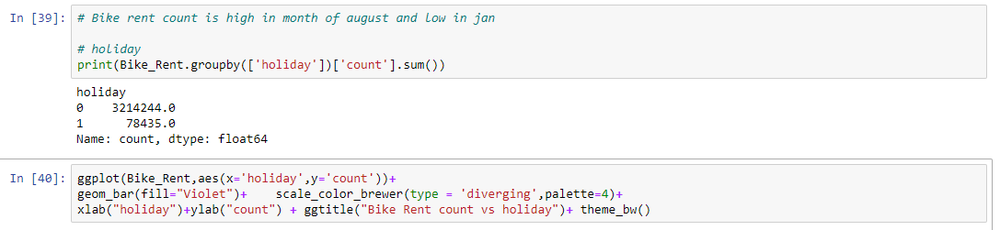 In [39]: # Bike rent count is high in month of august and low in jan
# holiday
print(Bike_Rent.groupby(['holiday'])['count'].sum())
holiday
0    3214244.0
1      78435.0
Name: count, dtype: float64
In [40]: ggplot(Bike_Rent,aes(x='holiday',y='count'))+
geom_bar(fill="Violet")+    scale_color_brewer(type = 'diverging',palette=4)+
xlab("holiday")+ylab("count") + ggtitle("Bike Rent count vs holiday")+ theme_bw()